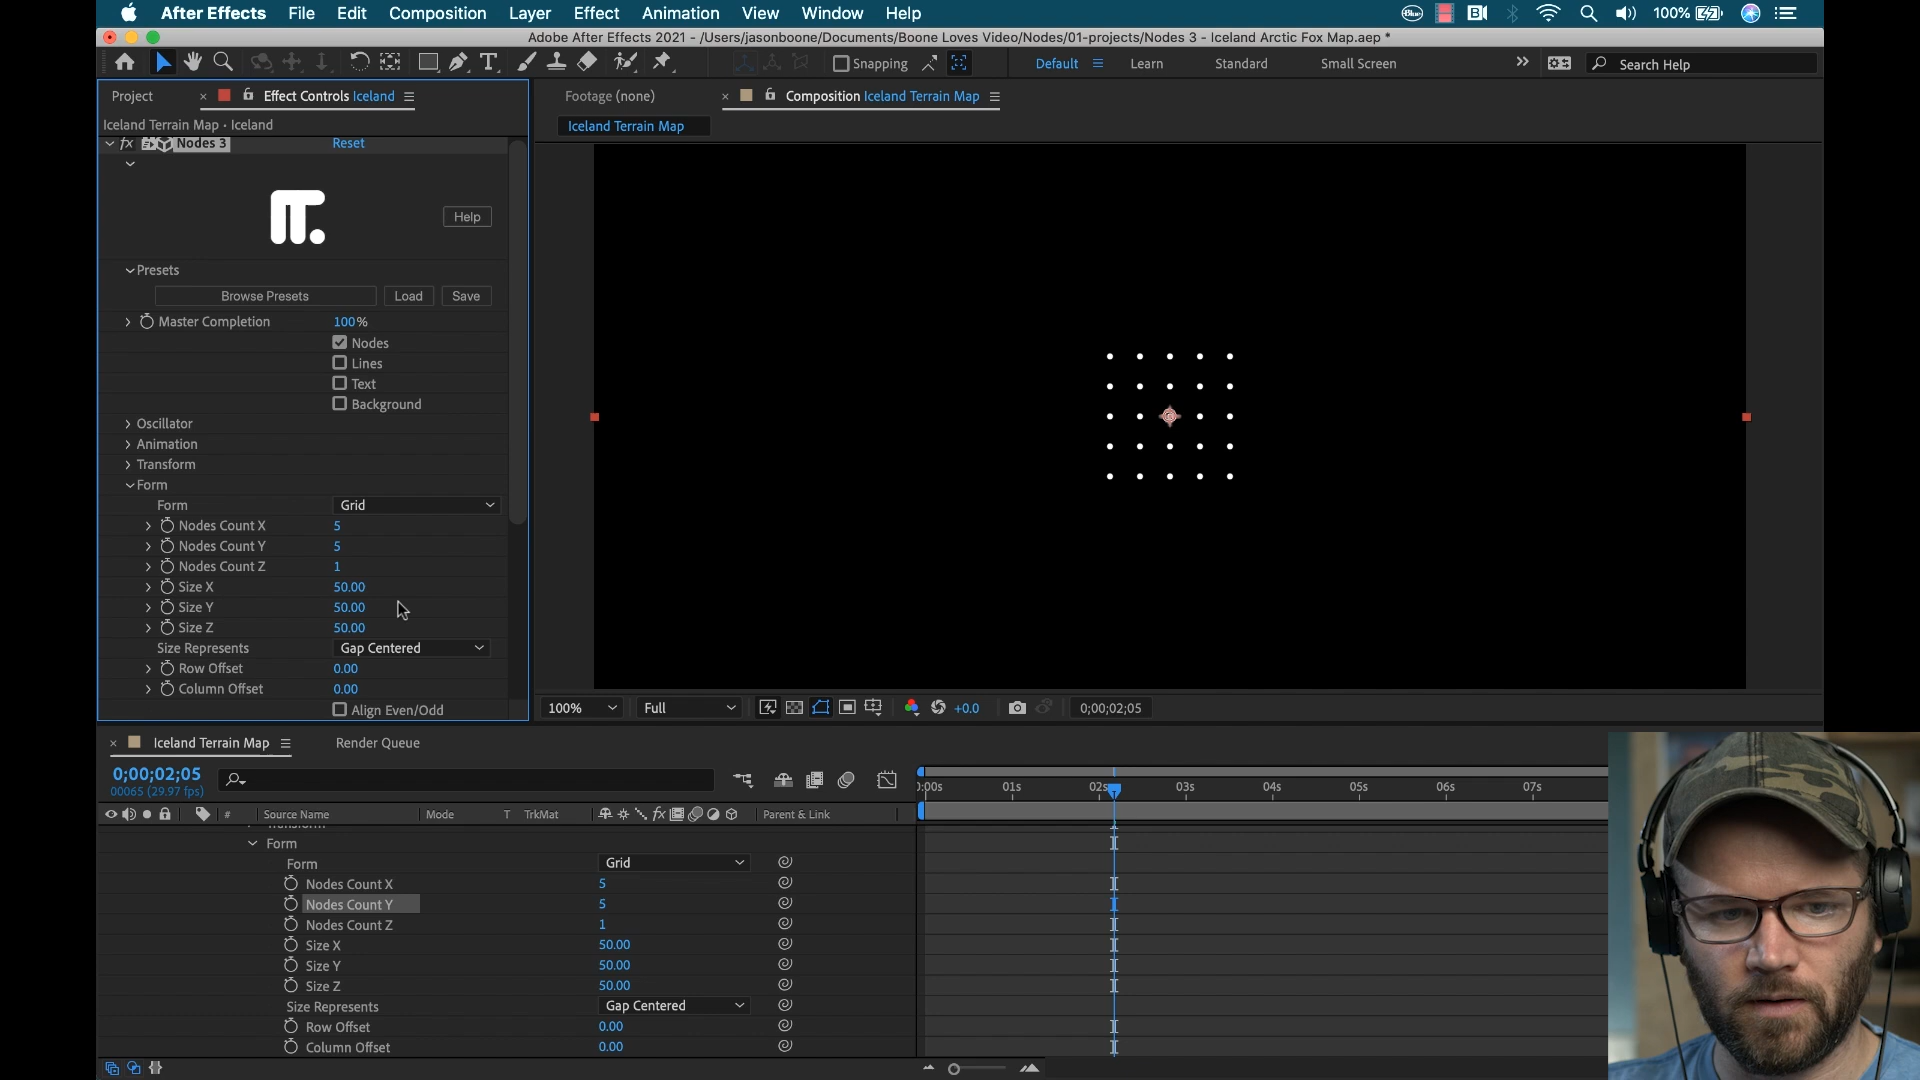 After Effects File Edit Composition Layer Effect Animation View Window Help 100%
Adobe After Effects 2021 - /Users/jasonboone/Documents/Boone Loves Video/Nodes/01-projects/Nodes 3 - Iceland Arctic Fox Map.aep *
Snapping Default Learn Standard Small Screen Search Help
Project Effect Controls Iceland Footage (none) Composition Iceland Terrain Map
Iceland Terrain Map • Iceland
Iceland Terrain Map
fx Nodes 3 Reset
Help
Presets
Browse Presets Load Save
Master Completion 100%
Nodes
Lines
Text
Background
Oscillator
Animation
Transform
Form
Form Grid
Nodes Count X 5
Nodes Count Y 5
Nodes Count Z 1
Size X 50.00
Size Y 50.00
Size Z 50.00
Size Represents Gap Centered
Row Offset 0.00
Column Offset 0.00
Align Even/Odd
100% Full +0.0 0;00;02;05
Iceland Terrain Map Render Queue
0;00;02;05
00065 (29.97 fps)
:00s 01s 02s 03s 04s 05s 06s 07s
# Source Name Mode T TrkMat fx Parent & Link
Transform
Form
Form Grid
Nodes Count X 5
Nodes Count Y 5
Nodes Count Z 1
Size X 50.00
Size Y 50.00
Size Z 50.00
Size Represents Gap Centered
Row Offset 0.00
Column Offset 0.00